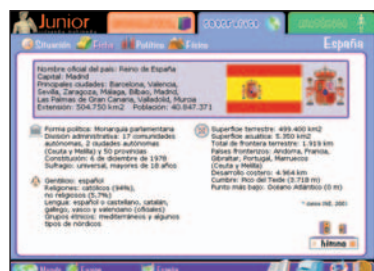 Junior
Situación Ficha Política Física España
Nombre oficial del país: Reino de España
Capital: Madrid
Principales ciudades: Barcelona, Valencia,
Sevilla, Zaragoza, Málaga, Bilbao, Madrid,
Las Palmas de Gran Canaria, Valladolid, Murcia
Extensión: 504.750 km2 Población: 40.847.371
Forma política: Monarquía parlamentaria
División administrativa: 17 comunidades
autónomas, 2 ciudades autónomas
(Ceuta y Melilla) y 50 provincias
Constitución: 6 de diciembre de 1978
Sufragio: universal, mayores de 18 años
Gentilicio: español
Religiones: católicos (94%),
no religiosos (5.7%)
Lengua: español o castellano, catalán,
gallego, vasco y valenciano (oficiales)
Grupos étnicos: mediterráneos y algunos
tipos de nórdicos
Superficie terrestre: 499.400 km2
Superficie acuática: 5.350 km2
Total de frontera terrestre: 1.919 km
Países fronterizos: Andorra, Francia,
Gibraltar, Portugal, Marruecos
(Ceuta y Melilla)
Desarrollo costero: 4.964 km
Cumbre: Pico del Teide (3.718 m)
Punto más bajo: Océano Atlántico (0 m)
himno